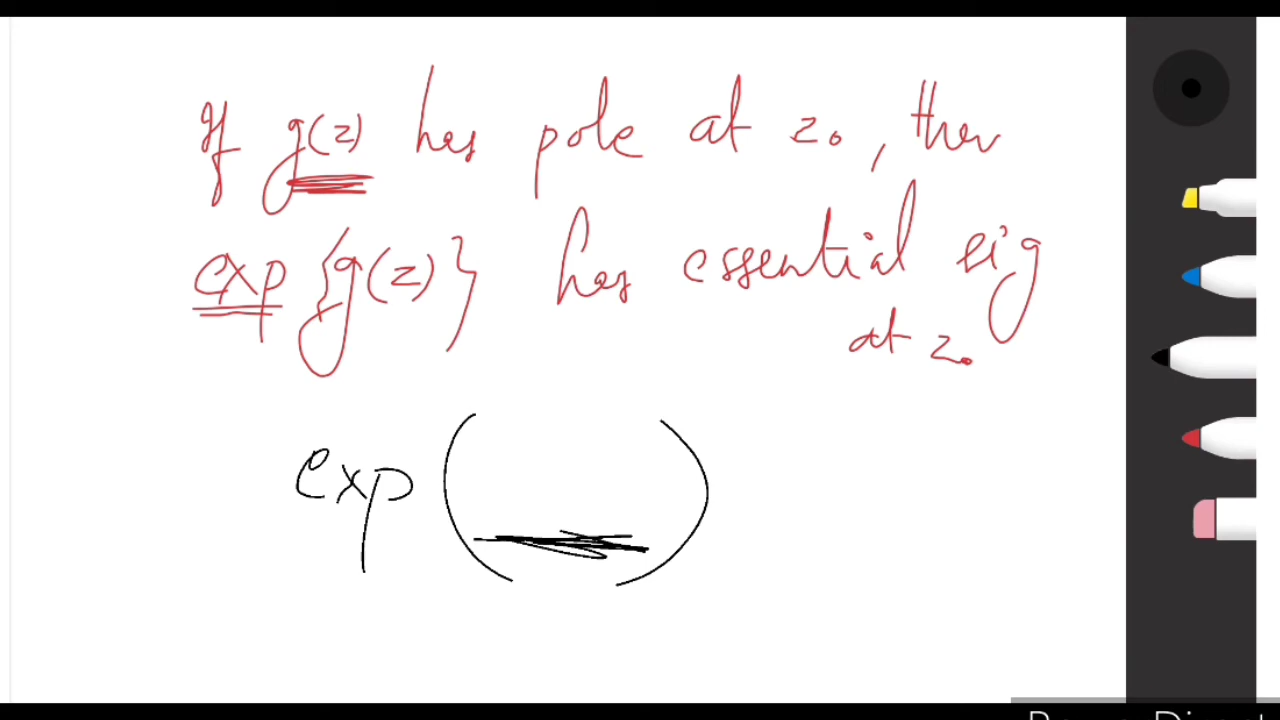 If g(z) has pole at z₀, then
exp {g(z)} has essential sig
at z₀
exp ( )